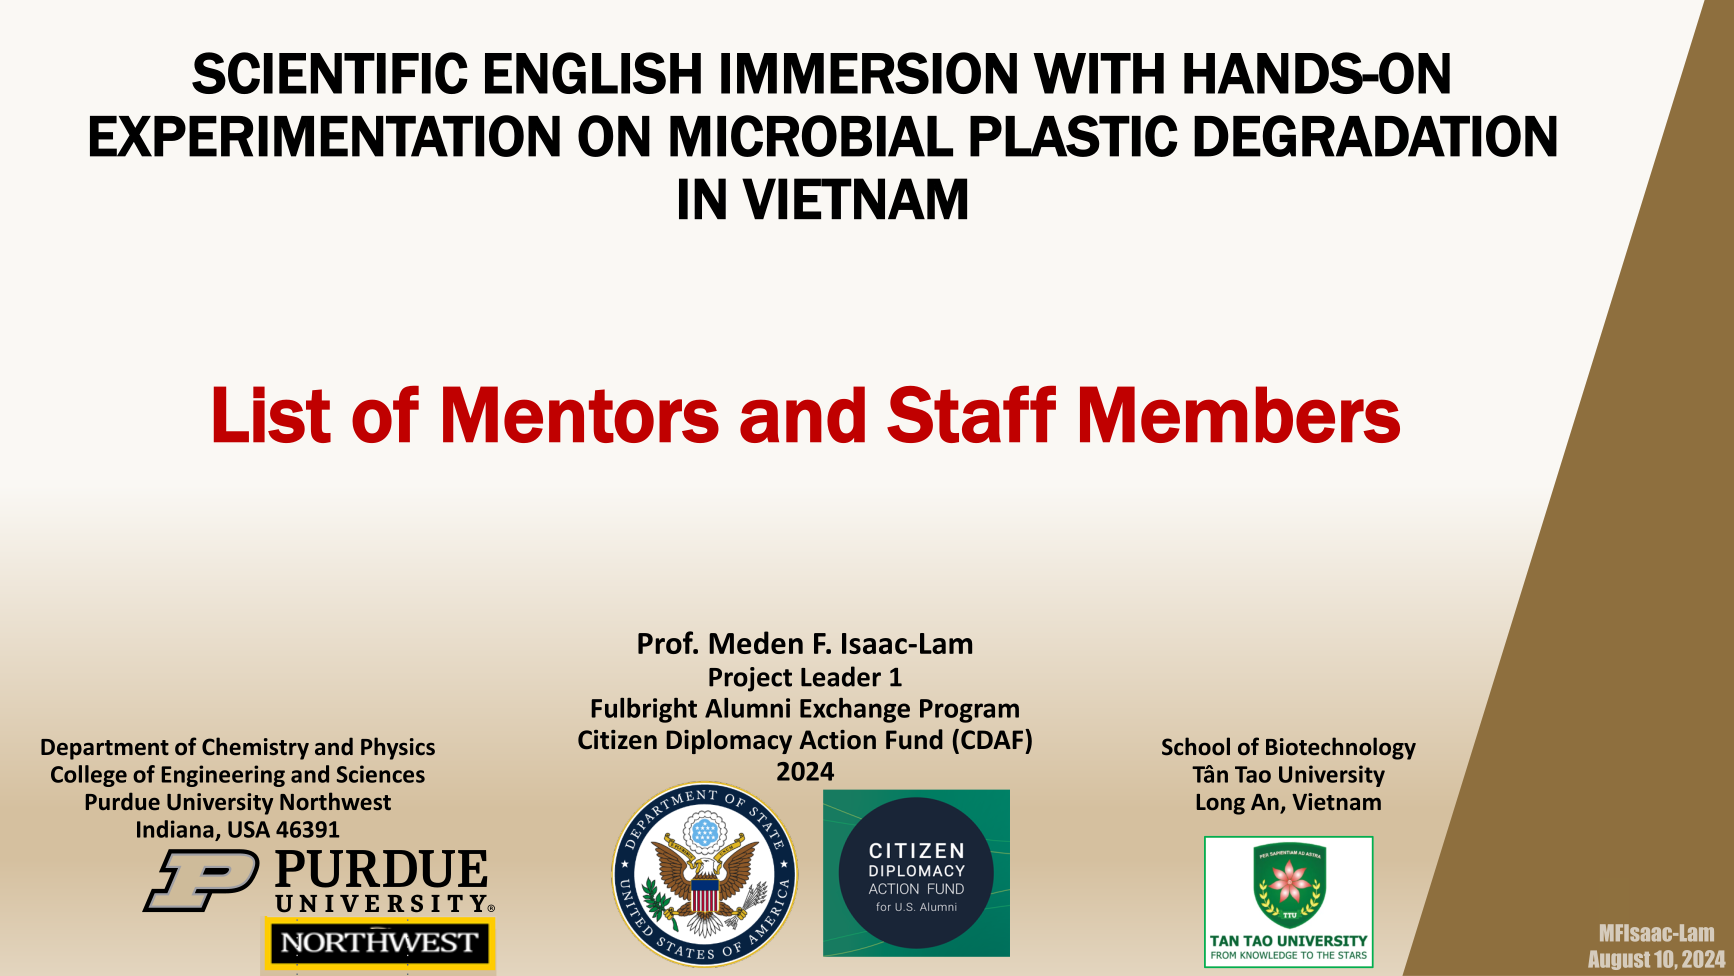 SCIENTIFIC ENGLISH IMMERSION WITH HANDS-ON
EXPERIMENTATION ON MICROBIAL PLASTIC DEGRADATION
IN VIETNAM
List of Mentors and Staff Members
Prof. Meden F. Isaac-Lam
Project Leader 1
Fulbright Alumni Exchange Program
Citizen Diplomacy Action Fund (CDAF)
2024
Department of Chemistry and Physics
College of Engineering and Sciences
Purdue University Northwest
Indiana, USA 46391
PURDUE
UNIVERSITY®
NORTHWEST
DEPARTMENT OF STATE
UNITED STATES OF AMERICA
CITIZEN
DIPLOMACY
ACTION FUND
for U.S. Alumni
School of Biotechnology
Tân Tao University
Long An, Vietnam
PER SAPIENTIAM AD ASTRA
TTU
TAN TAO UNIVERSITY
FROM KNOWLEDGE TO THE STARS
MFIsaac-Lam
August 10, 2024